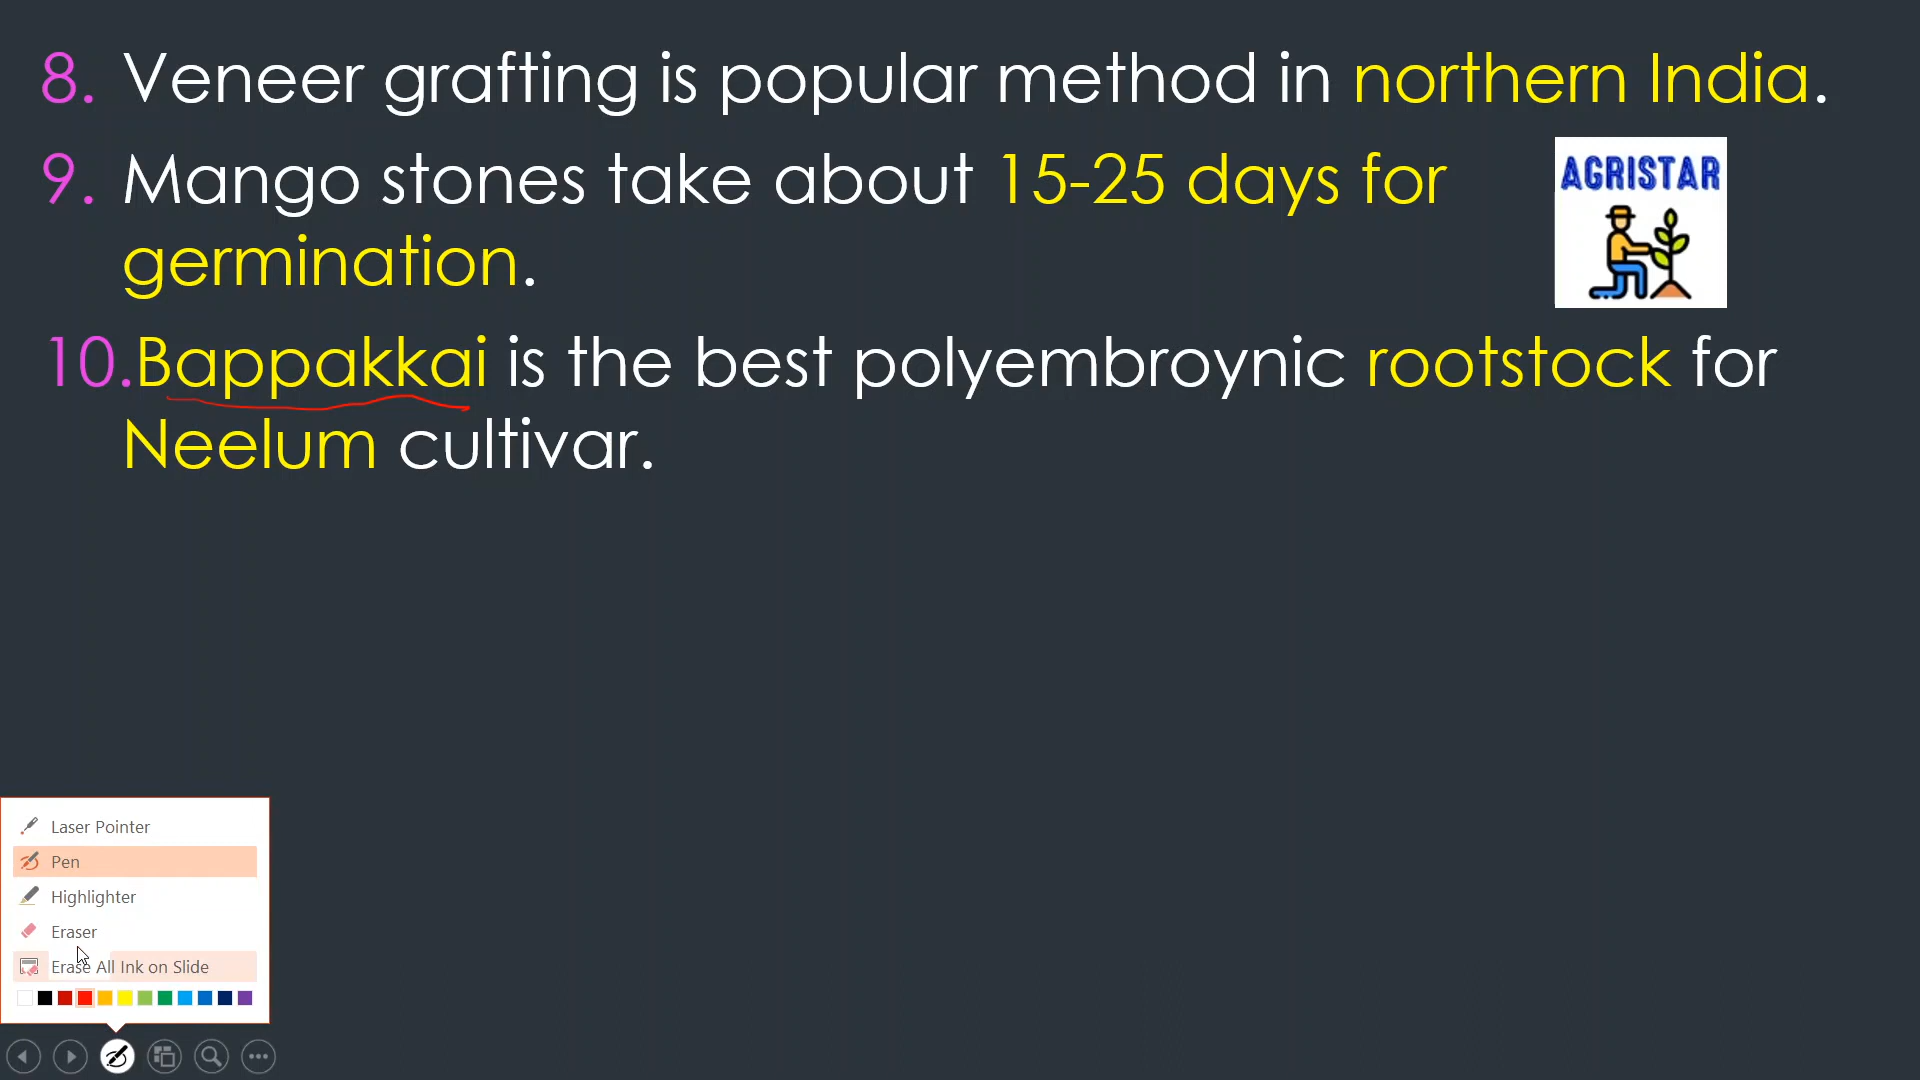 8. Veneer grafting is popular method in northern India.
9. Mango stones take about 15-25 days for
germination.
AGRISTAR
10.Bappakkai is the best polyembroynic rootstock for
Neelum cultivar.
Laser Pointer
Pen
Highlighter
Eraser
Erase All Ink on Slide